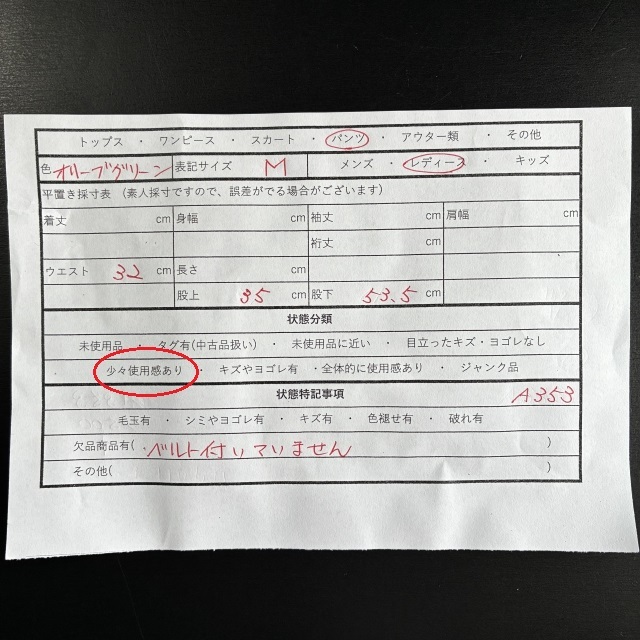 トップス ・ ワンピース ・ スカート ・ パンツ ・ アウター類 ・ その他
色 オリーブグリーン 表記サイズ M メンズ ・ レディース ・ キッズ
平置き採寸表 (素人採寸ですので、誤差がでる場合がございます)
着丈 cm 身幅 cm 袖丈 cm 肩幅 cm
裄丈 cm
ウエスト 32 cm 長さ cm
股上 35 cm 股下 53.5 cm
状態分類
未使用品 ・ タグ有(中古品扱い) ・ 未使用に近い ・ 目立ったキズ・ヨゴレなし
少々使用感あり ・ キズやヨゴレ有 ・全体的に使用感あり ・ ジャンク品
状態特記事項 A353
毛玉有 ・ シミやヨゴレ有 ・ キズ有 ・ 色褪せ有 ・ 破れ有
欠品商品有( ・ベルト付いていません )
その他( )